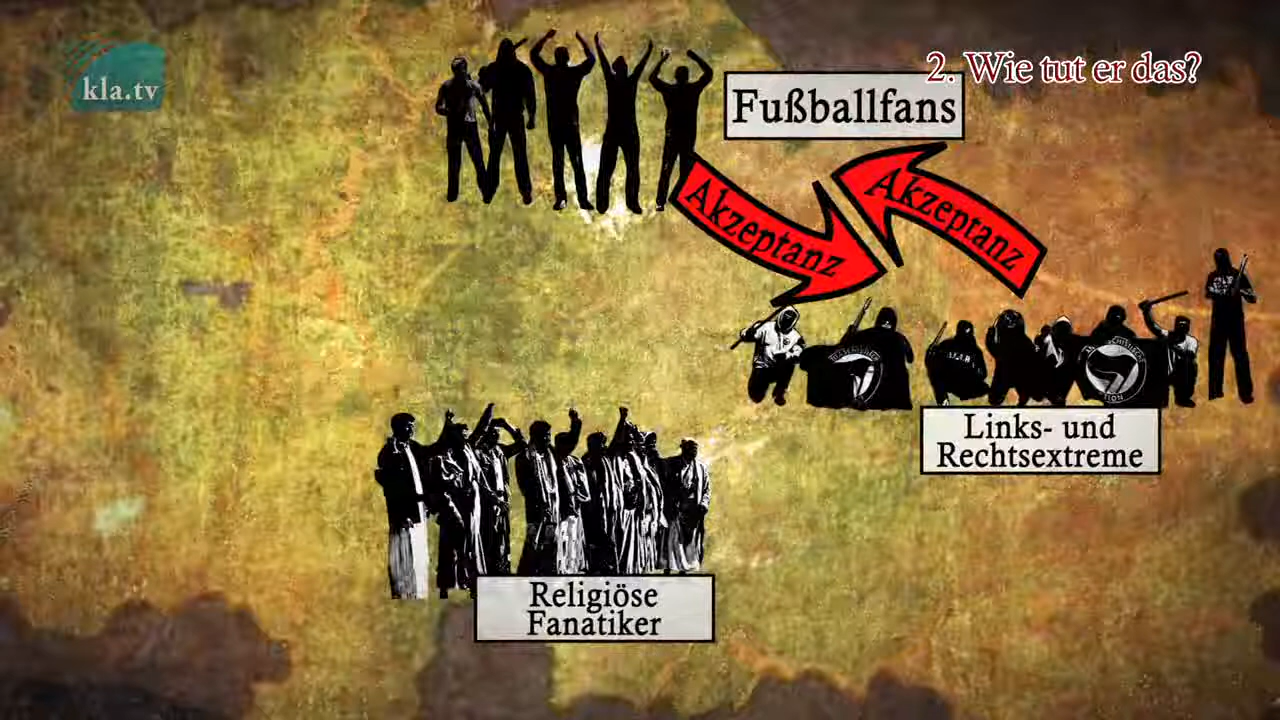 kla.tv
2. Wie tut er das?
Fußballfans
Akzeptanz
Akzeptanz
Links- und
Rechtsextreme
Religiöse
Fanatiker